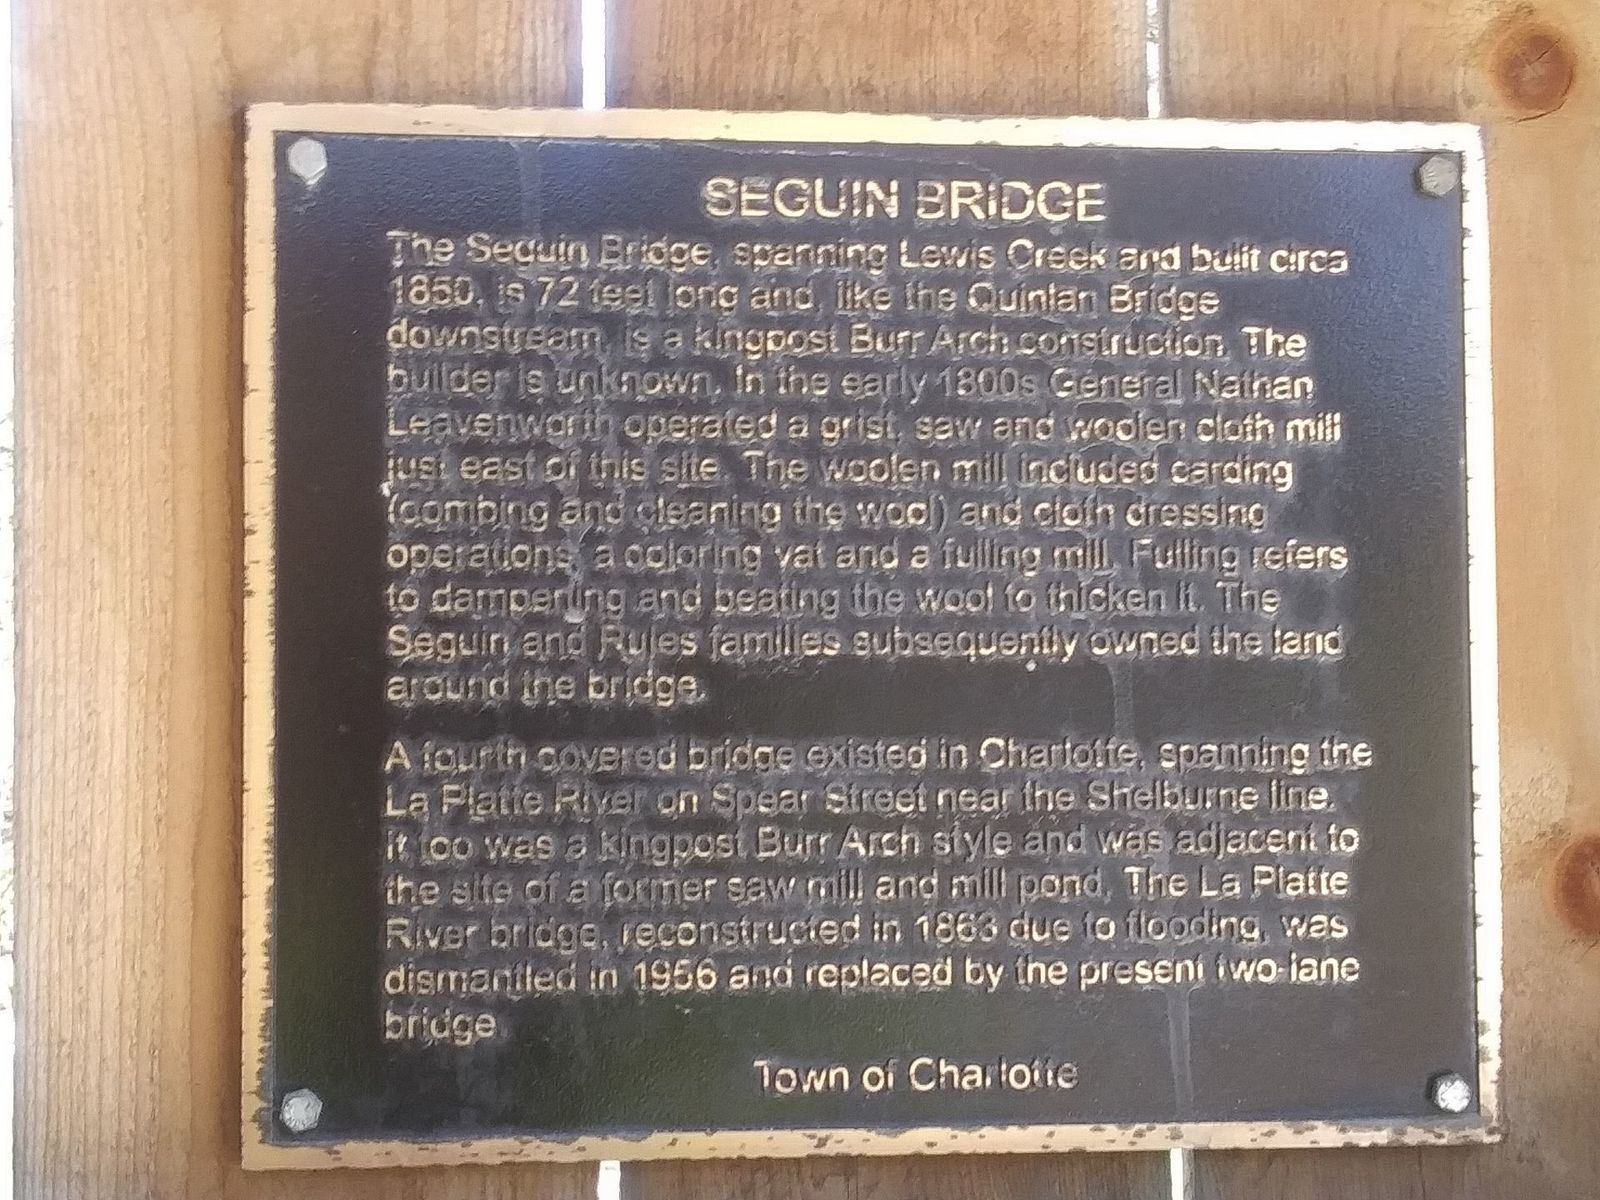 SEGUIN BRIDGE
The Seguin Bridge, spanning Lewis Creek and built circa
1850, is 72 feet long and, like the Quinlan Bridge
downstream, is a kingpost Burr Arch construction. The
builder is unknown. In the early 1800s General Nathan
Leavenworth operated a grist, saw and woolen cloth mill
just east of this site. The woolen mill included carding
(combing and cleaning the wool) and cloth dressing
operations, a coloring vat and a fulling mill. Fulling refers
to dampening and beating the wool to thicken it. The
Seguin and Rules families subsequently owned the land
around the bridge.
A fourth covered bridge existed in Charlotte, spanning the
La Platte River on Spear Street near the Shelburne line.
It too was a kingpost Burr Arch style and was adjacent to
the site of a former saw mill and mill pond. The La Platte
River bridge, reconstructed in 1863 due to flooding, was
dismantled in 1956 and replaced by the present two-lane
bridge.
Town of Charlotte